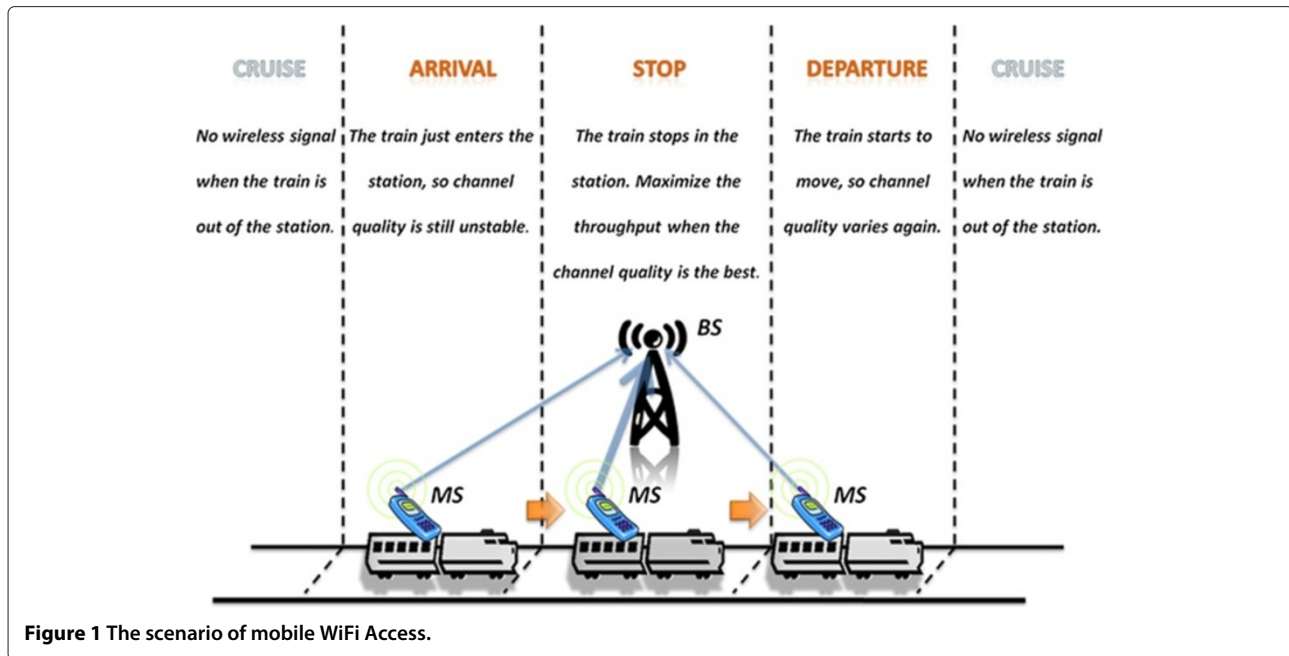 CRUISE
ARRIVAL
STOP
DEPARTURE
CRUISE
No wireless signal
when the train is
out of the station.
The train just enters the
station, so channel
quality is still unstable.
The train stops in the
station. Maximize the
throughput when the
channel quality is the best.
The train starts to
move, so channel
quality varies again.
No wireless signal
when the train is
out of the station.
BS
MS
MS
MS
Figure 1 The scenario of mobile WiFi Access.